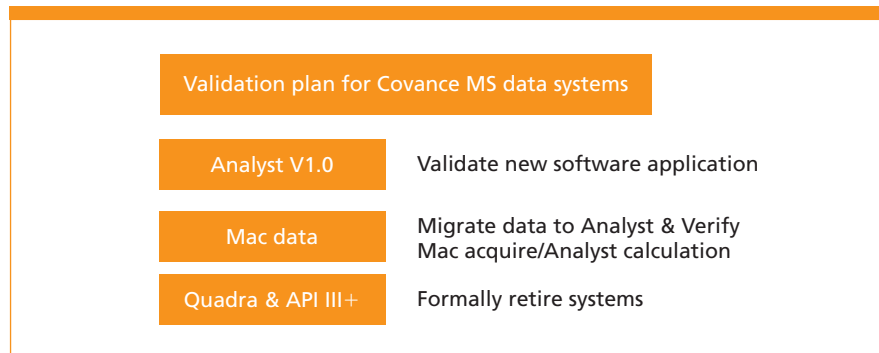 Validation plan for Covance MS data systems
Analyst V1.0
Validate new software application
Mac data
Migrate data to Analyst & Verify
Mac acquire/Analyst calculation
Quadra & API III+
Formally retire systems